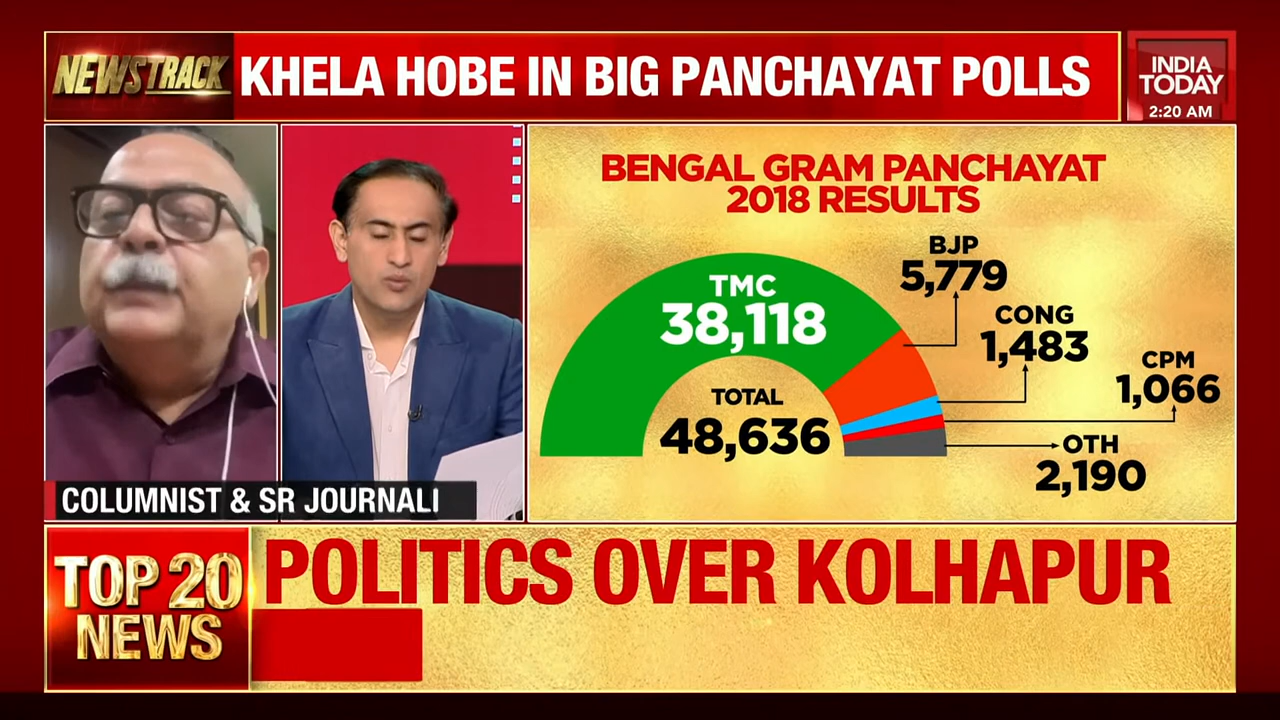 NEWSTRACK
KHELA HOBE IN BIG PANCHAYAT POLLS
INDIA
TODAY
2:20 AM
BENGAL GRAM PANCHAYAT
2018 RESULTS
TMC
38,118
BJP
5,779
CONG
1,483
CPM
1,066
OTH
2,190
TOTAL
48,636
COLUMNIST & SR JOURNALI
TOP 20
NEWS
POLITICS OVER KOLHAPUR